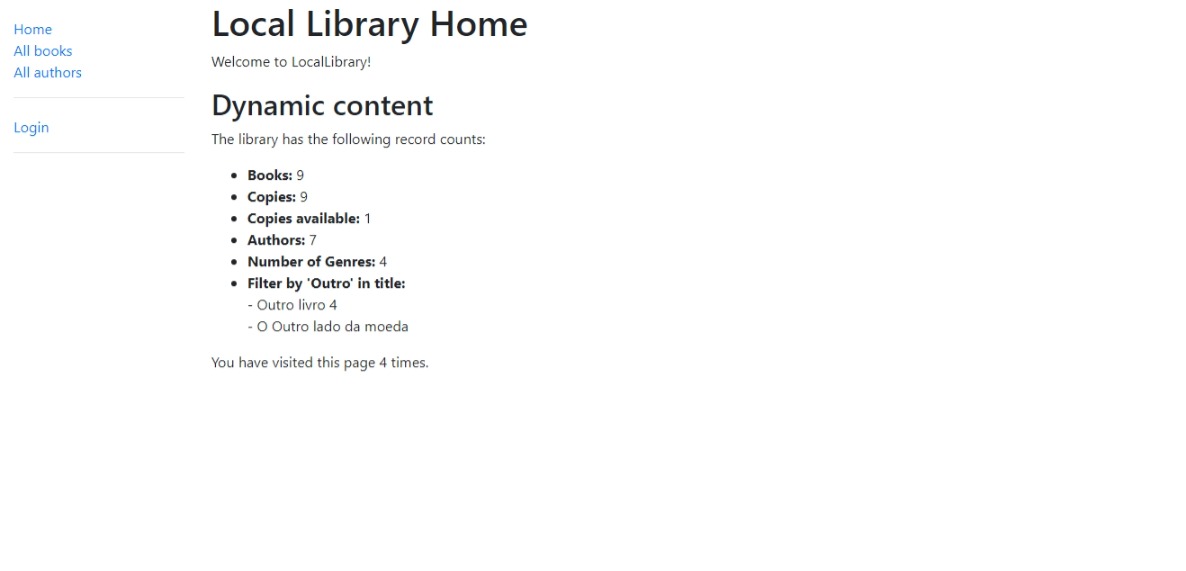 Home
All books
All authors
Login
Local Library Home
Welcome to LocalLibrary!
Dynamic content
The library has the following record counts:
Books: 9
Copies: 9
Copies available: 1
Authors: 7
Number of Genres: 4
Filter by 'Outro' in title:
- Outro livro 4
- O Outro lado da moeda
You have visited this page 4 times.